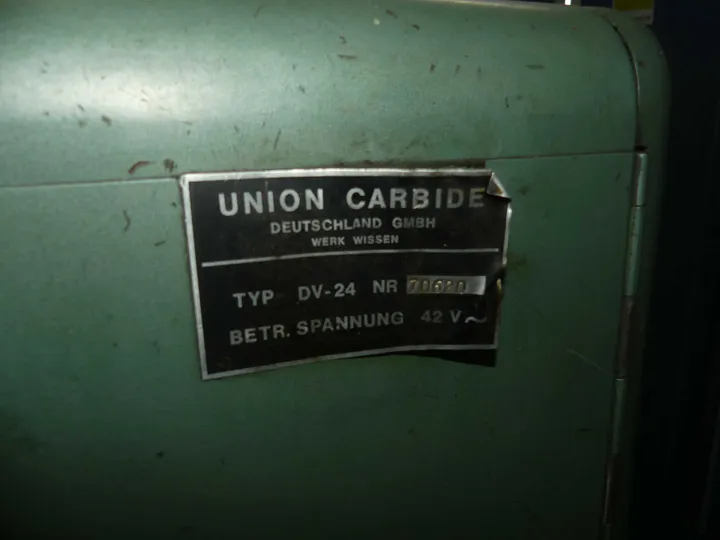 UNION CARBIDE
DEUTSCHLAND GMBH
WERK WISSEN
TYP DV-24 NR
BETR. SPANNUNG 42 V~